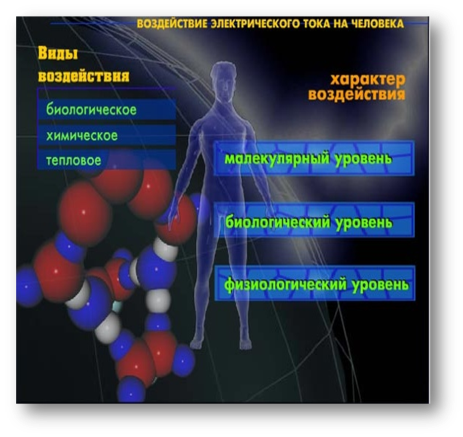 ВОЗДЕЙСТВИЕ ЭЛЕКТРИЧЕСКОГО ТОКА НА ЧЕЛОВЕКА
Виды
воздействия
биологическое
химическое
тепловое
характер
воздействия
молекулярный уровень
биологический уровень
физиологический уровень